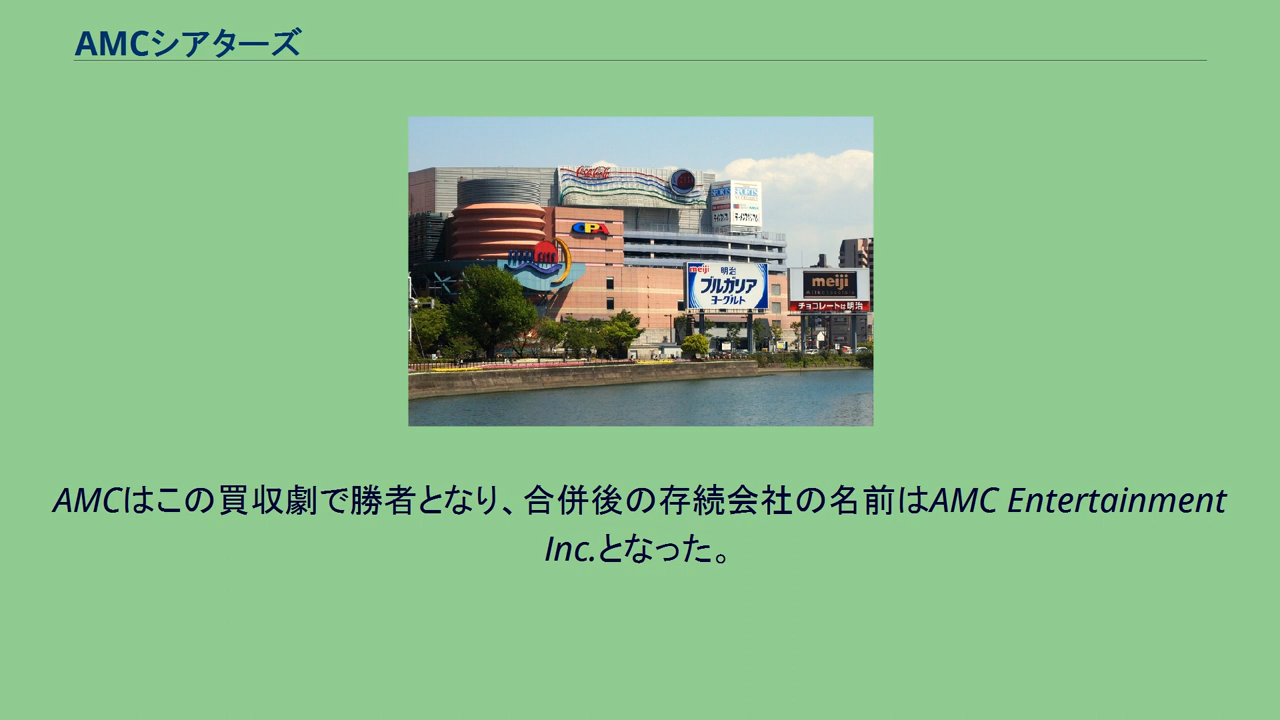 AMCシアターズ
Coca-Cola
OPA
meiji 明治
ブルガリア
ヨーグルト
meiji
チョコレートは明治
AMCはこの買収劇で勝者となり、合併後の存続会社の名前はAMC Entertainment
Inc.となった。